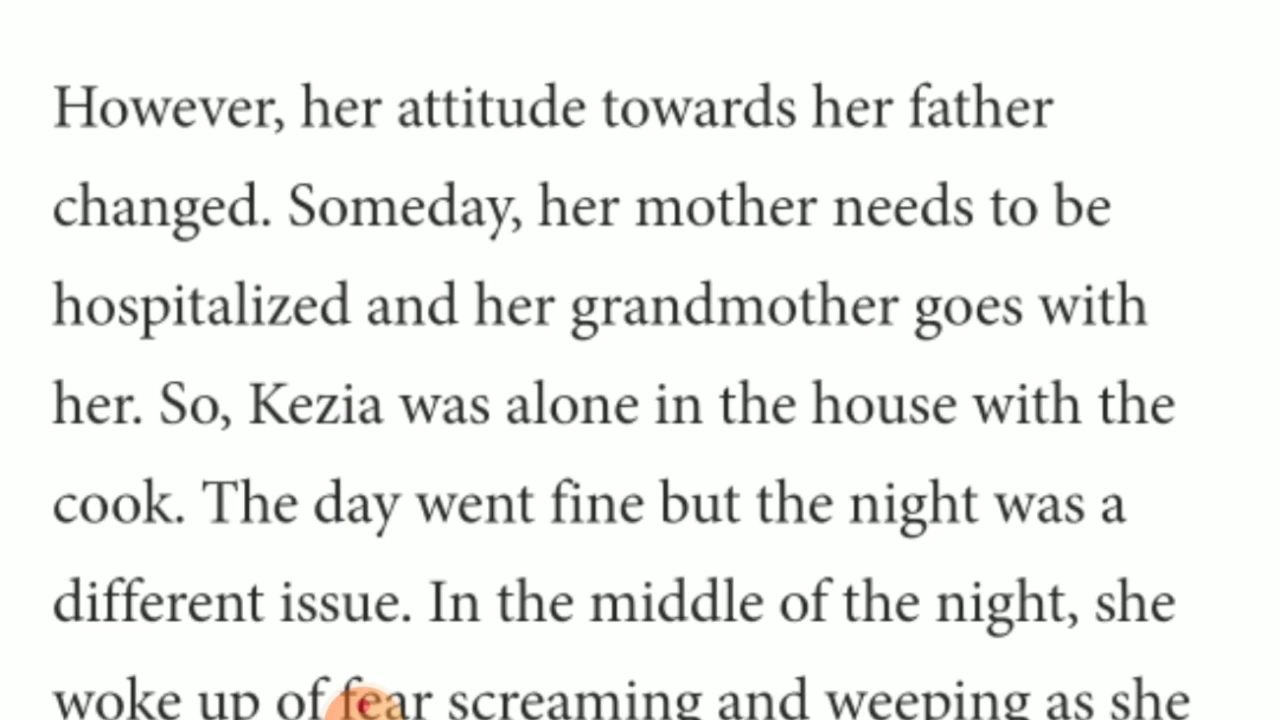 However, her attitude towards her father
changed. Someday, her mother needs to be
hospitalized and her grandmother goes with
her. So, Kezia was alone in the house with the
cook. The day went fine but the night was a
different issue. In the middle of the night, she
woke up of fear screaming and weeping as she